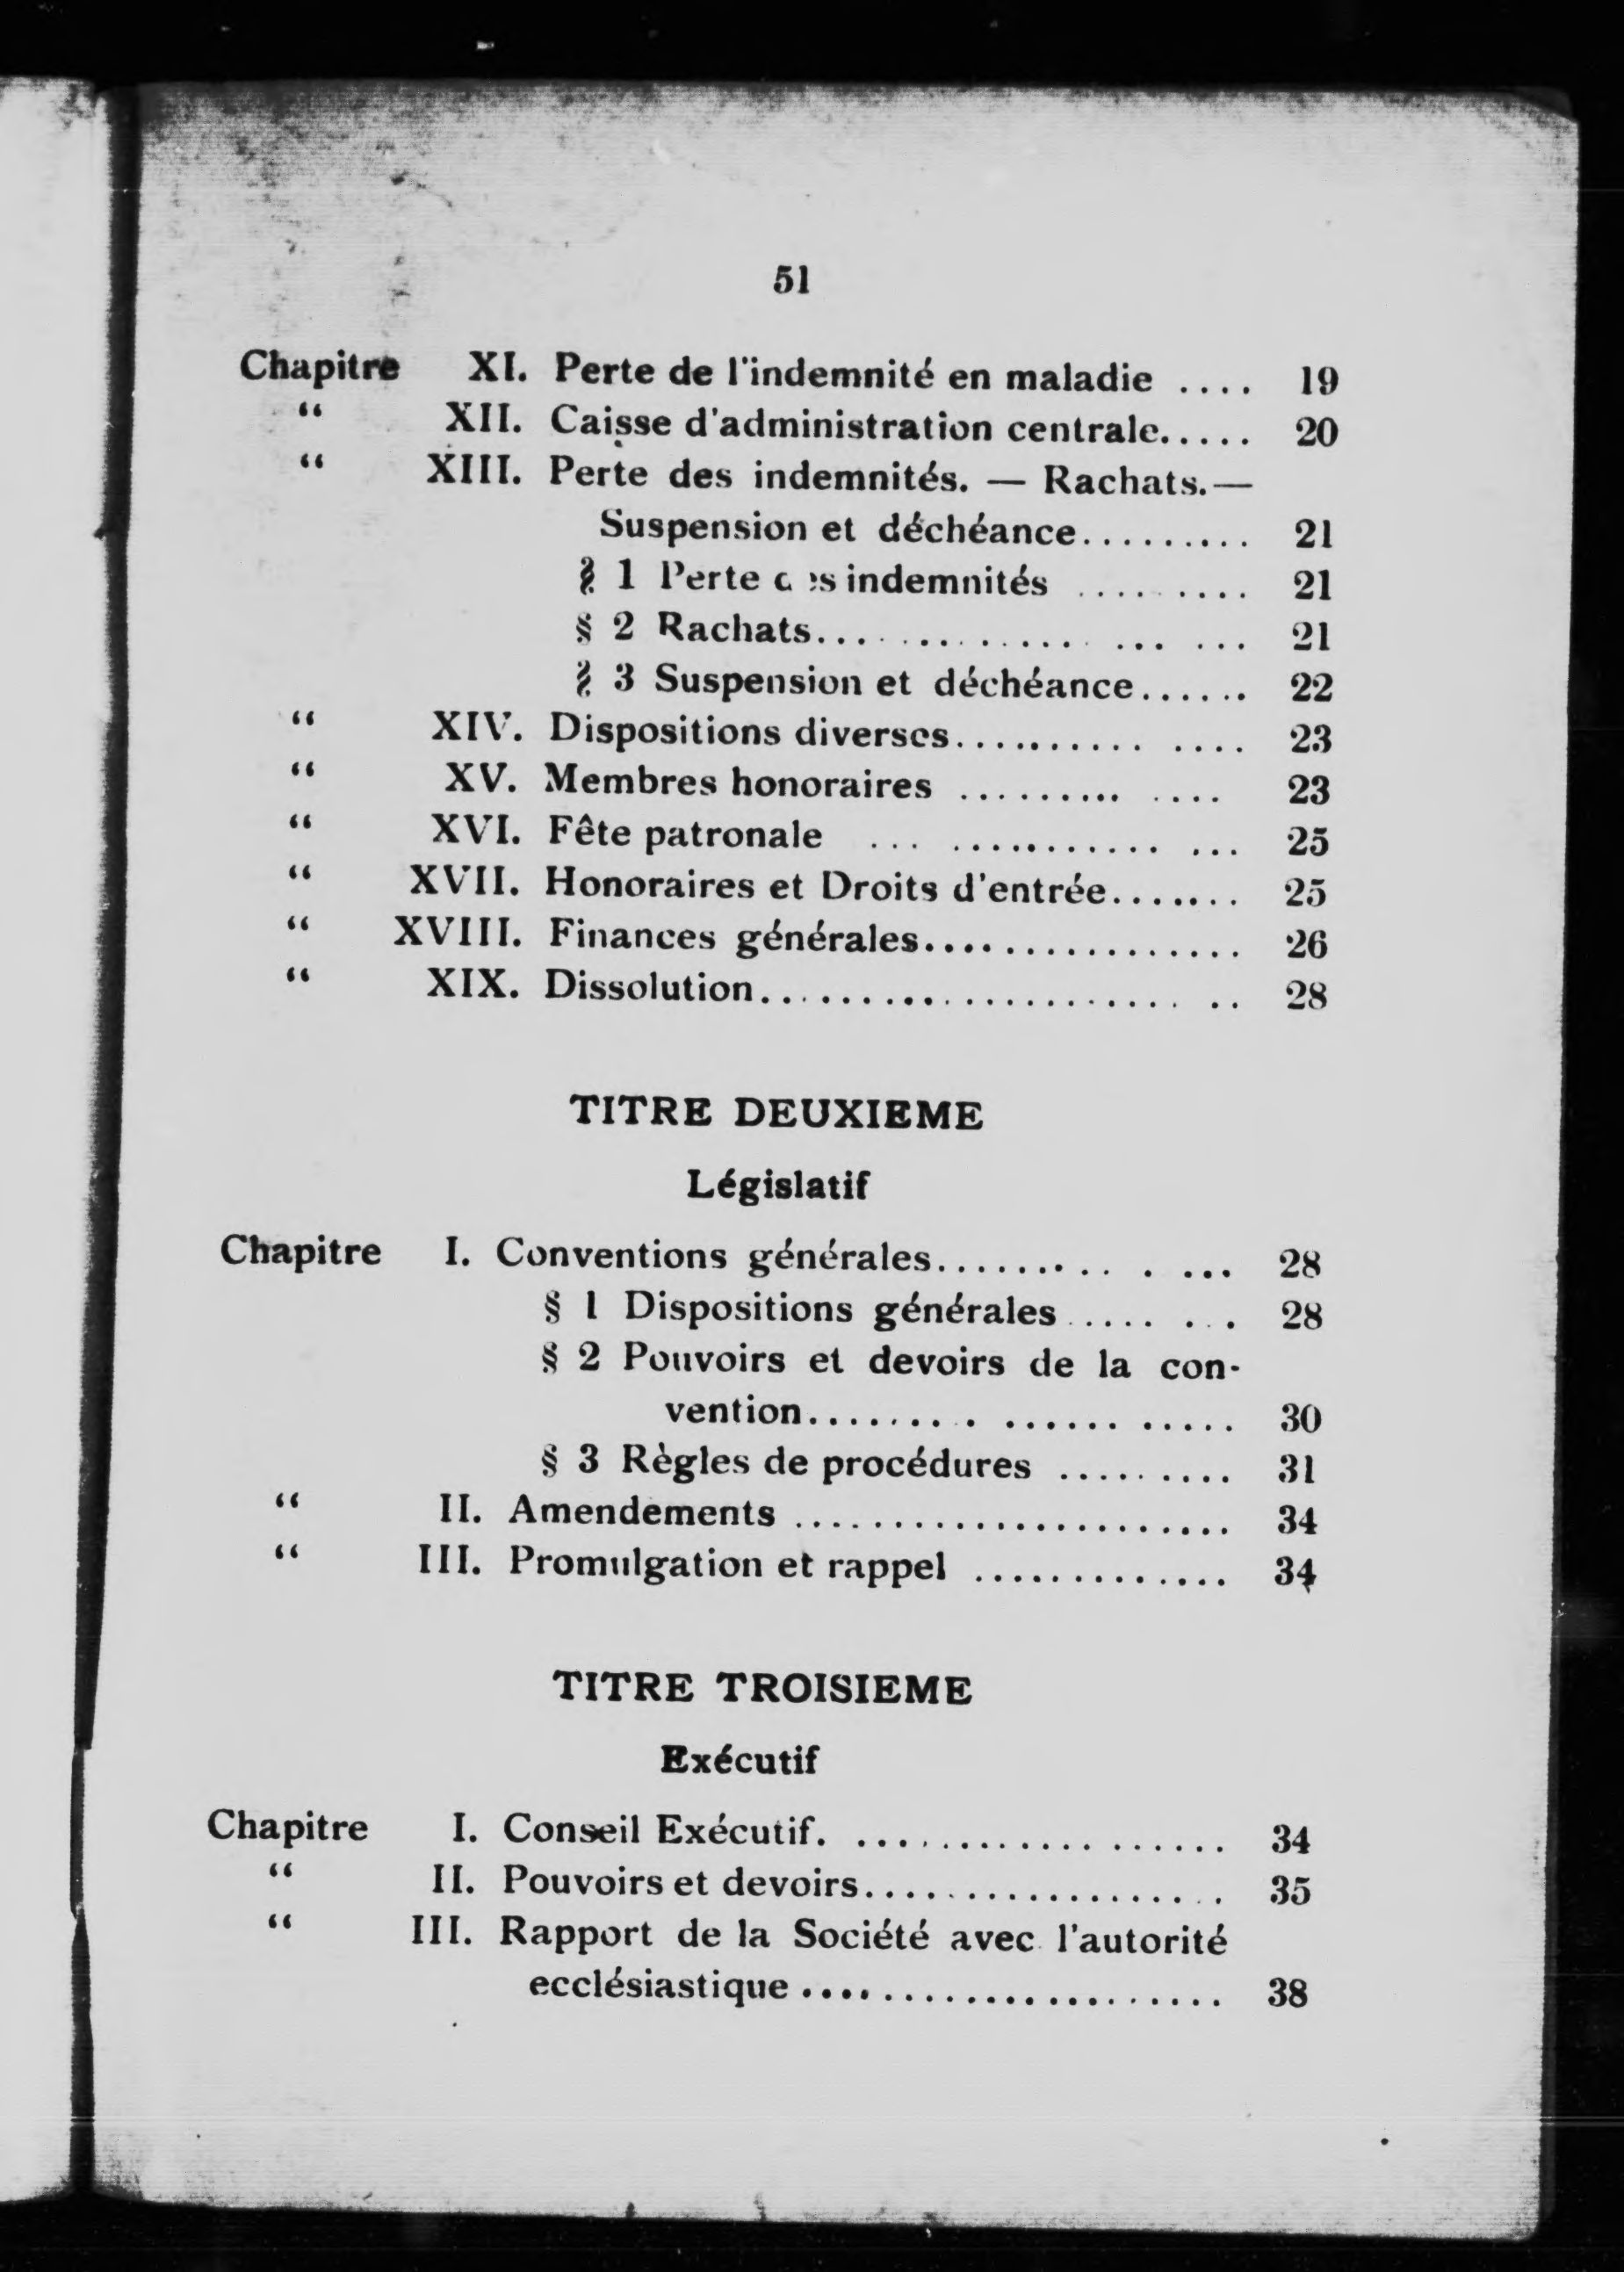 51
Chapitre XI. Perte de l'indemnité en maladie .... 19
“ XII. Caisse d'administration centrale..... 20
“ XIII. Perte des indemnités. — Rachats.—
Suspension et déchéance......... 21
§ 1 Perte des indemnités ......... 21
§ 2 Rachats.................... 21
§ 3 Suspension et déchéance...... 22
“ XIV. Dispositions diverses.............. 23
“ XV. Membres honoraires ............. 23
“ XVI. Fête patronale ................. 25
“ XVII. Honoraires et Droits d'entrée....... 25
“ XVIII. Finances générales................ 26
“ XIX. Dissolution....................... 28
TITRE DEUXIEME
Législatif
Chapitre I. Conventions générales............. 28
§ 1 Dispositions générales ........ 28
§ 2 Pouvoirs et devoirs de la con-
vention.................... 30
§ 3 Règles de procédures ......... 31
“ II. Amendements ...................... 34
“ III. Promulgation et rappel ............. 34
TITRE TROISIEME
Exécutif
Chapitre I. Conseil Exécutif. ................... 34
“ II. Pouvoirs et devoirs.................. 35
“ III. Rapport de la Société avec l'autorité
ecclésiastique ..................... 38